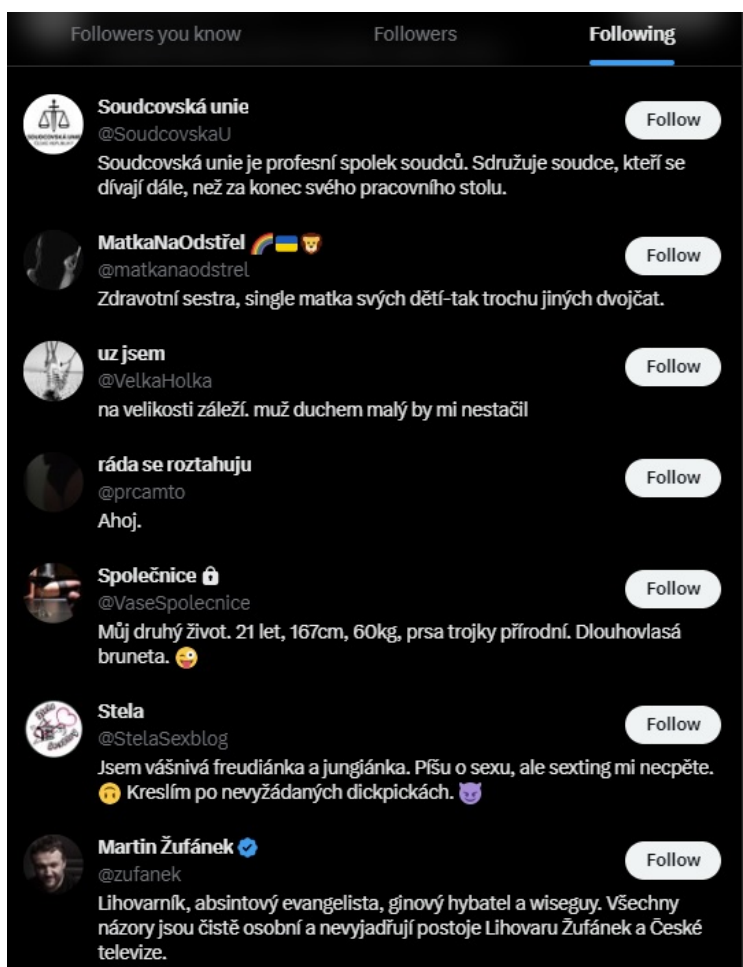 Followers you know Followers Following
Soudcovská unie
@SoudcovskaU
Follow
Soudcovská unie je profesní spolek soudců. Sdružuje soudce, kteří se
dívají dále, než za konec svého pracovního stolu.
MatkaNaOdstřel 🌈🇺🇦🦁
@matkanaodstrel
Follow
Zdravotní sestra, single matka svých dětí-tak trochu jiných dvojčat.
uz jsem
@VelkaHolka
Follow
na velikosti záleží. muž duchem malý by mi nestačil
ráda se roztahuju
@prcamto
Follow
Ahoj.
Společnice 🔒
@VaseSpolecnice
Follow
Můj druhý život. 21 let, 167cm, 60kg, prsa trojky přírodní. Dlouhovlasá
bruneta. 😜
Stela
@StelaSexblog
Follow
Jsem vášnivá freudiánka a jungiánka. Píšu o sexu, ale sexting mi necpěte.
🙃 Kreslím po nevyžádaných dickpickách. 😈
Martin Žufánek
@zufanek
Follow
Lihovarník, absintový evangelista, ginový hybatel a wiseguy. Všechny
názory jsou čistě osobní a nevyjadřují postoje Lihovaru Žufánek a České
televize.